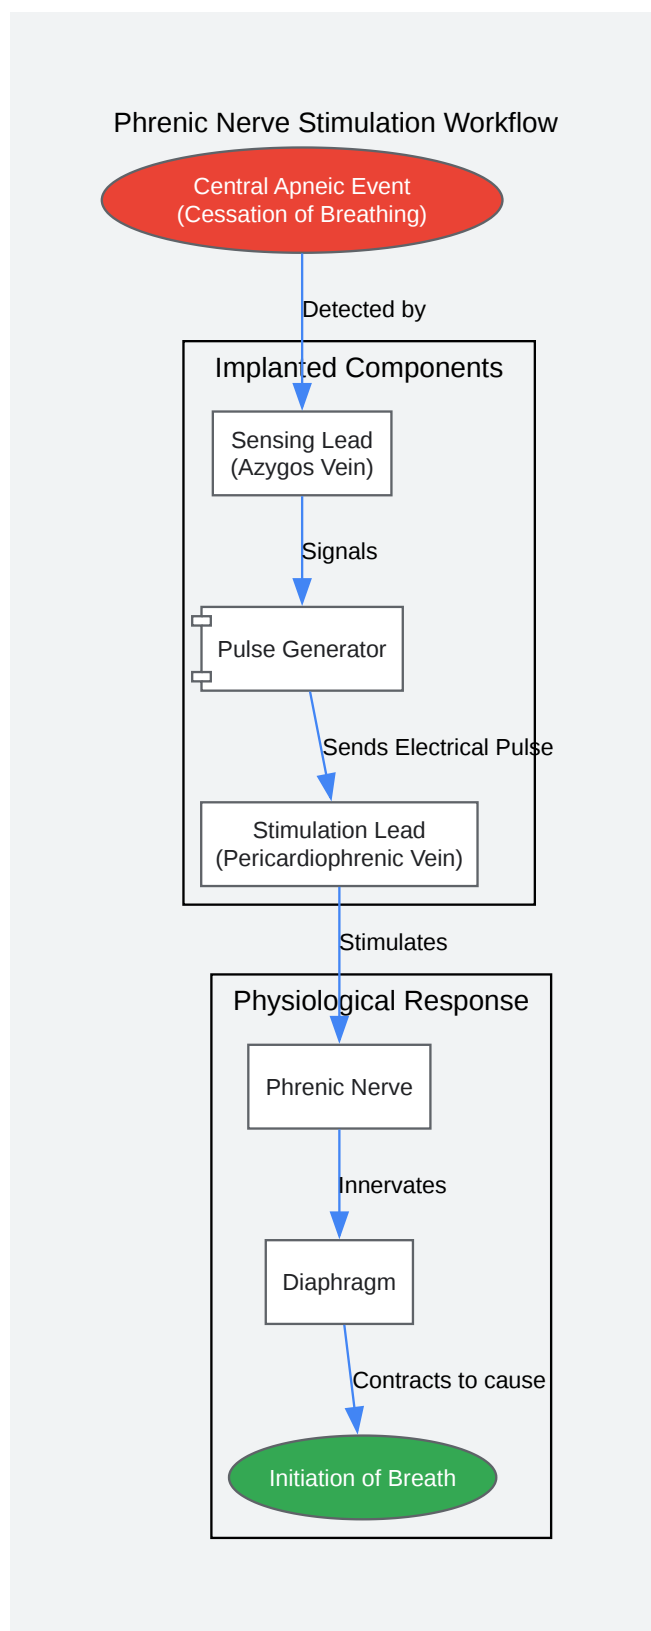 Phrenic Nerve Stimulation Workflow
Central Apneic Event
(Cessation of Breathing)
Detected by
Implanted Components
Sensing Lead
(Azygos Vein)
Signals
Pulse Generator
Sends Electrical Pulse
Stimulation Lead
(Pericardiophrenic Vein)
Stimulates
Physiological Response
Phrenic Nerve
Innervates
Diaphragm
Contracts to cause
Initiation of Breath